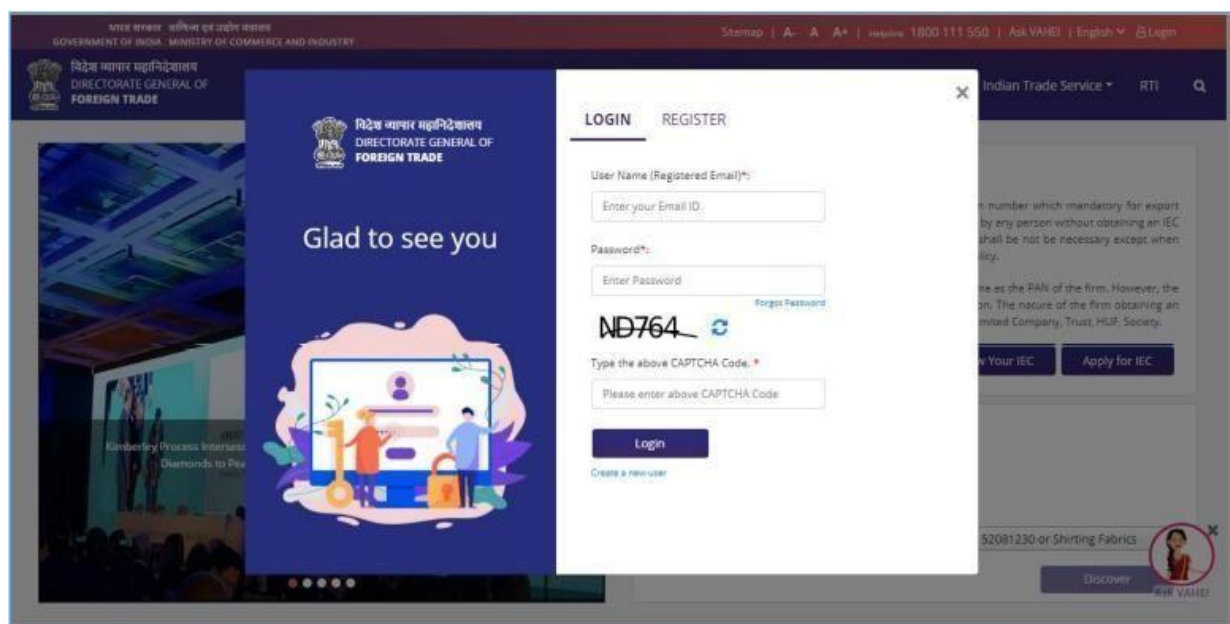 भारत सरकार वाणिज्य एवं उद्योग मंत्रालय
GOVERNMENT OF INDIA MINISTRY OF COMMERCE AND INDUSTRY
Sitemap | A- A A+ | Helpline 1800 111 550 | Ask VAHEI | English | Login
विदेश व्यापार महानिदेशालय
DIRECTORATE GENERAL OF
FOREIGN TRADE
Indian Trade Service RTI
विदेश व्यापार महानिदेशालय
DIRECTORATE GENERAL OF
FOREIGN TRADE
Glad to see you
LOGIN REGISTER
User Name (Registered Email)*:
Enter your Email ID
Password*:
Enter Password
Forgot Password
ND764
Type the above CAPTCHA Code. *
Please enter above CAPTCHA Code
Login
Create a new user
number which mandatory for export
by any person without obtaining an IEC
shall be not be necessary except when
me as the PAN of the firm. However, the
on. The nature of the firm obtaining an
Limited Company, Trust, HUF, Society.
Your IEC
Apply for IEC
Kimberley Process
Diamonds to
52081230 or Shirting Fabrics
Discover
Ask VAHEI